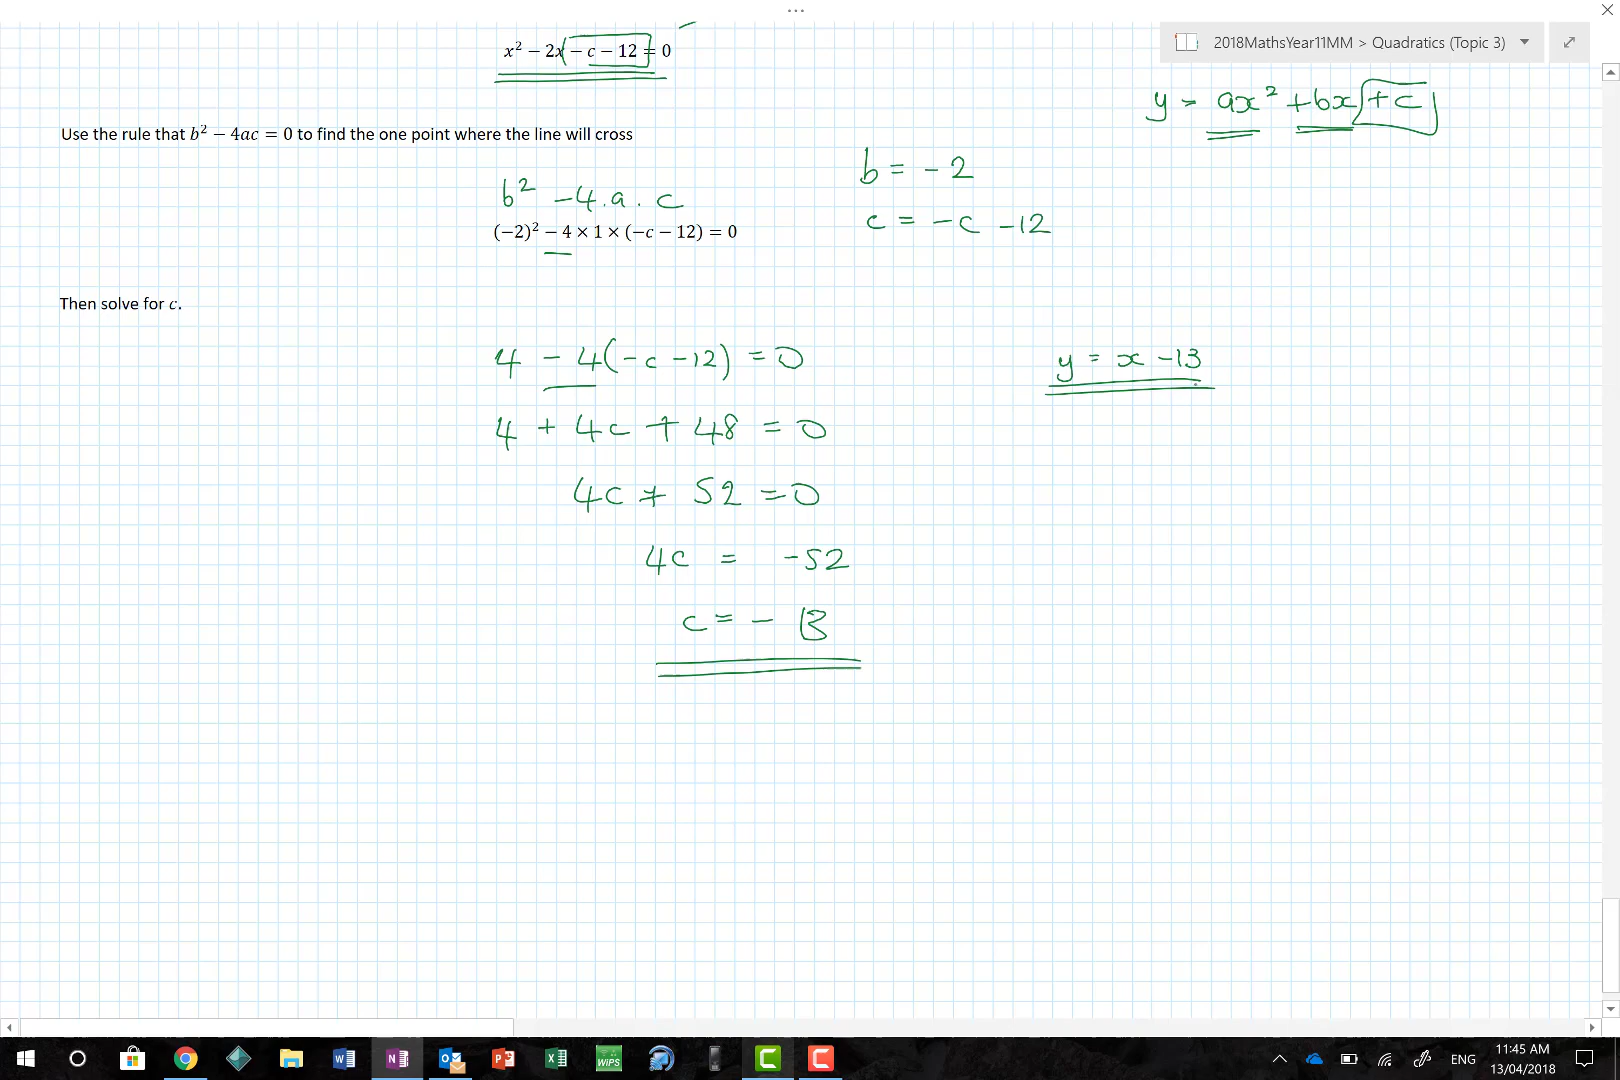 x² − 2x − c − 12 = 0
2018MathsYear11MM > Quadratics (Topic 3)
y = ax² + bx + c
Use the rule that b² − 4ac = 0 to find the one point where the line will cross
b = −2
b² − 4.a.c
c = −c −12
(−2)² − 4 × 1 × (−c − 12) = 0
Then solve for c.
4 − 4(−c −12) = 0
y = x −13
4 + 4c + 48 = 0
4c + 52 = 0
4c = −52
c = − 13
WiPS
ENG
11:45 AM
13/04/2018